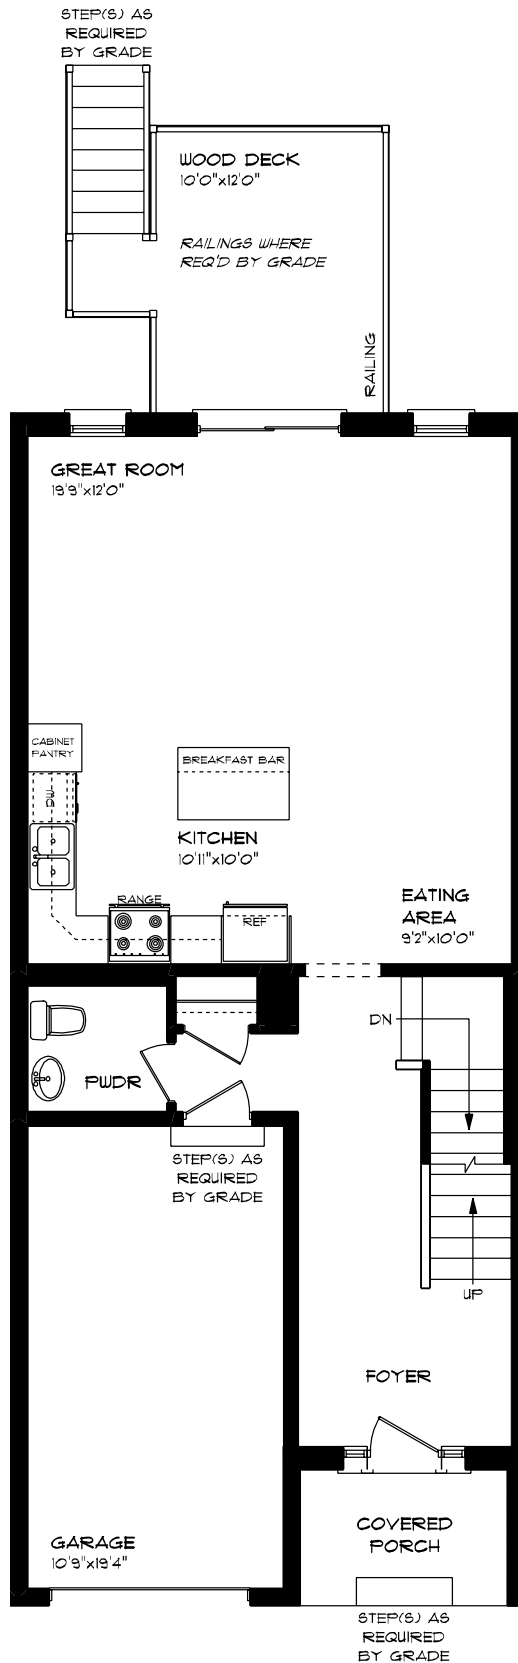 STEP(S) AS
REQUIRED
BY GRADE
WOOD DECK
10'0"x12'0"
RAILINGS WHERE
REQ'D BY GRADE
RAILING
GREAT ROOM
19'9"x12'0"
CABINET
PANTRY
DW
BREAKFAST BAR
KITCHEN
10'11"x10'0"
RANGE
REF
EATING
AREA
9'2"x10'0"
DN
PWDR
STEP(S) AS
REQUIRED
BY GRADE
UP
FOYER
GARAGE
10'9"x19'4"
COVERED
PORCH
STEP(S) AS
REQUIRED
BY GRADE